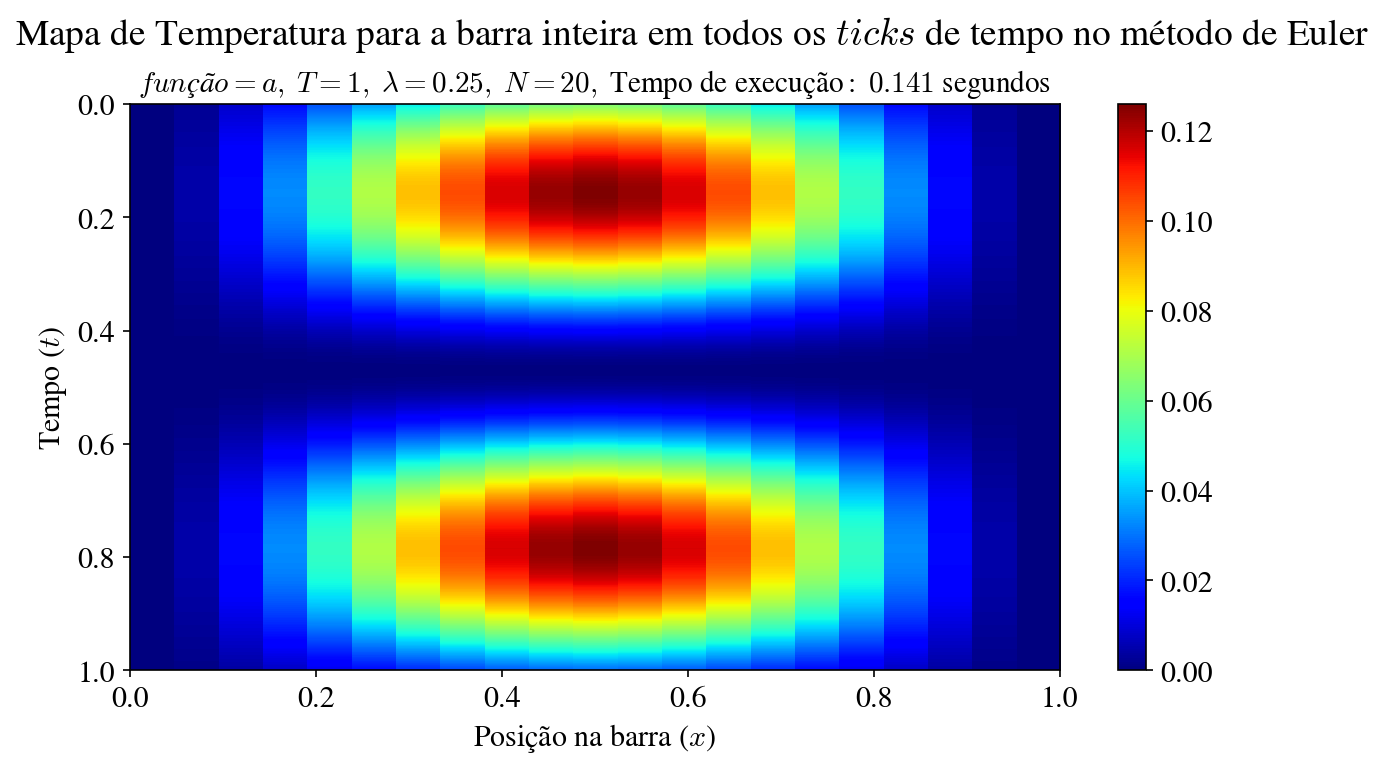 Mapa de Temperatura para a barra inteira em todos os ticks de tempo no método de Euler
função = a, T = 1, λ = 0.25, N = 20, Tempo de execução : 0.141 segundos
0.0
0.2
0.4
0.6
0.8
1.0
Tempo (t)
0.0 0.2 0.4 0.6 0.8 1.0
Posição na barra (x)
0.12
0.10
0.08
0.06
0.04
0.02
0.00